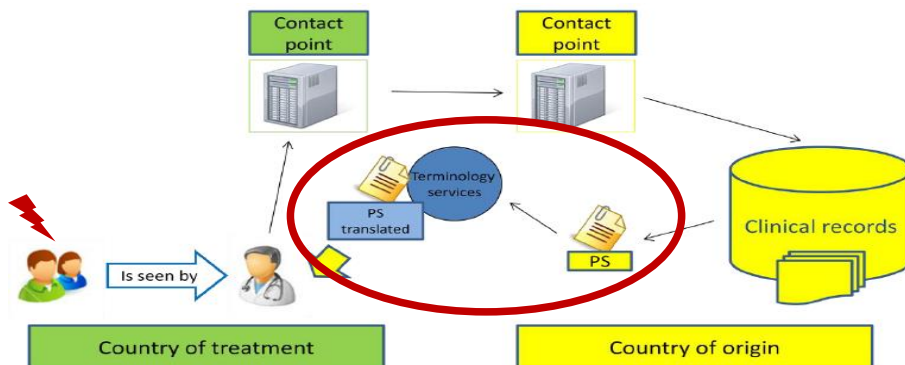 Contact
point
Contact
point
Terminology
services
PS
translated
PS
Clinical records
Is seen by
Country of treatment
Country of origin